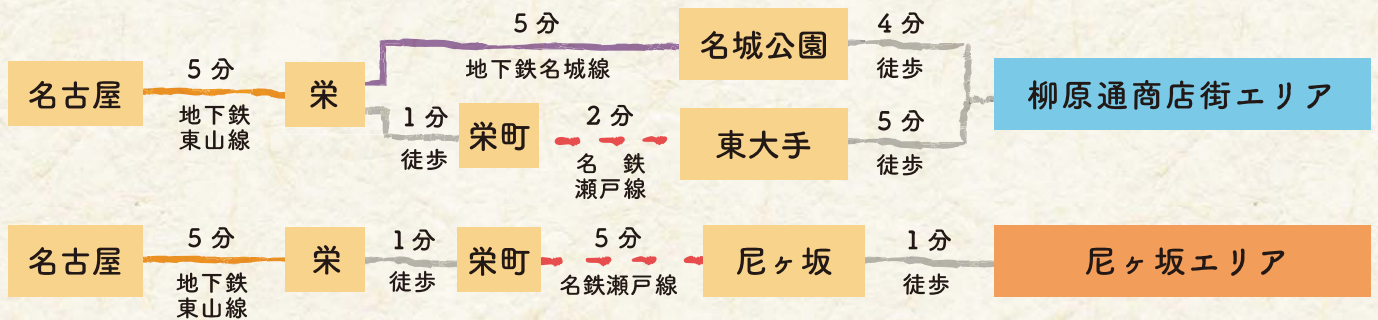 名古屋
5分
地下鉄
東山線
栄
5分
地下鉄名城線
名城公園
4分
徒歩
1分
徒歩
栄町
2分
名 鉄
瀬戸線
東大手
5分
徒歩
柳原通商店街エリア
名古屋
5分
地下鉄
東山線
栄
1分
徒歩
栄町
5分
名鉄瀬戸線
尼ヶ坂
1分
徒歩
尼ヶ坂エリア